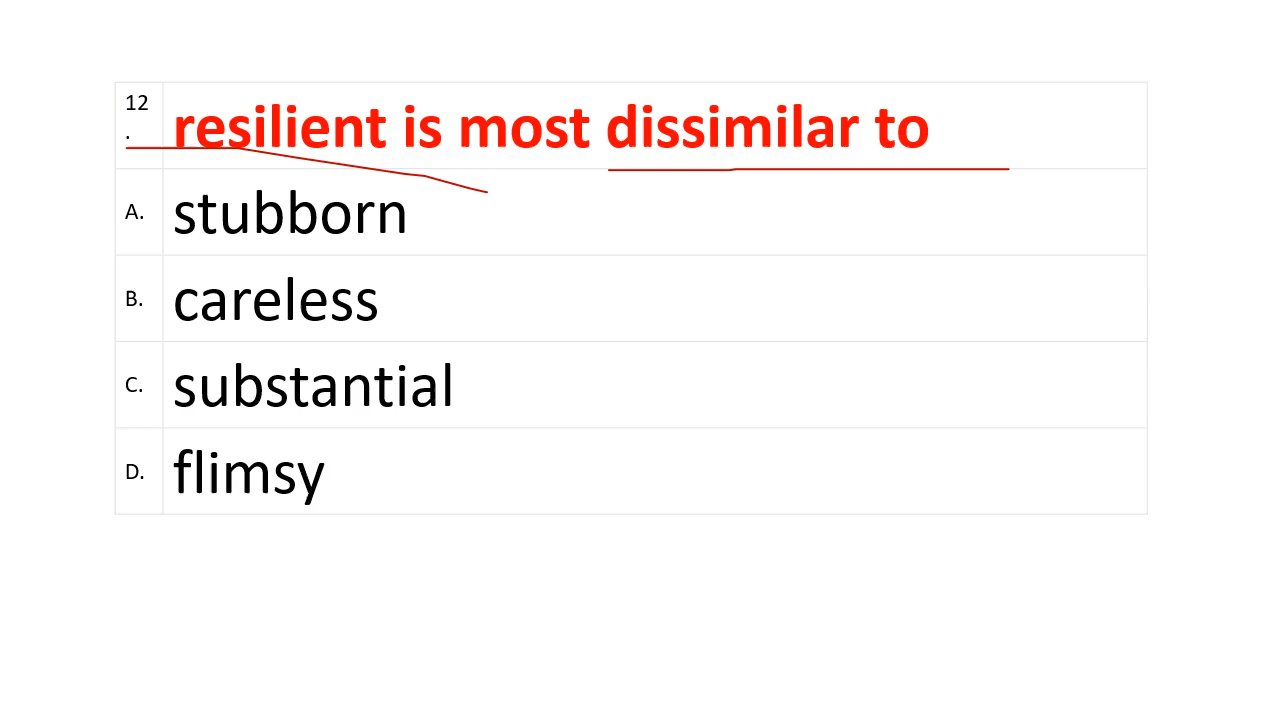 12. resilient is most dissimilar to
A. stubborn
B. careless
C. substantial
D. flimsy